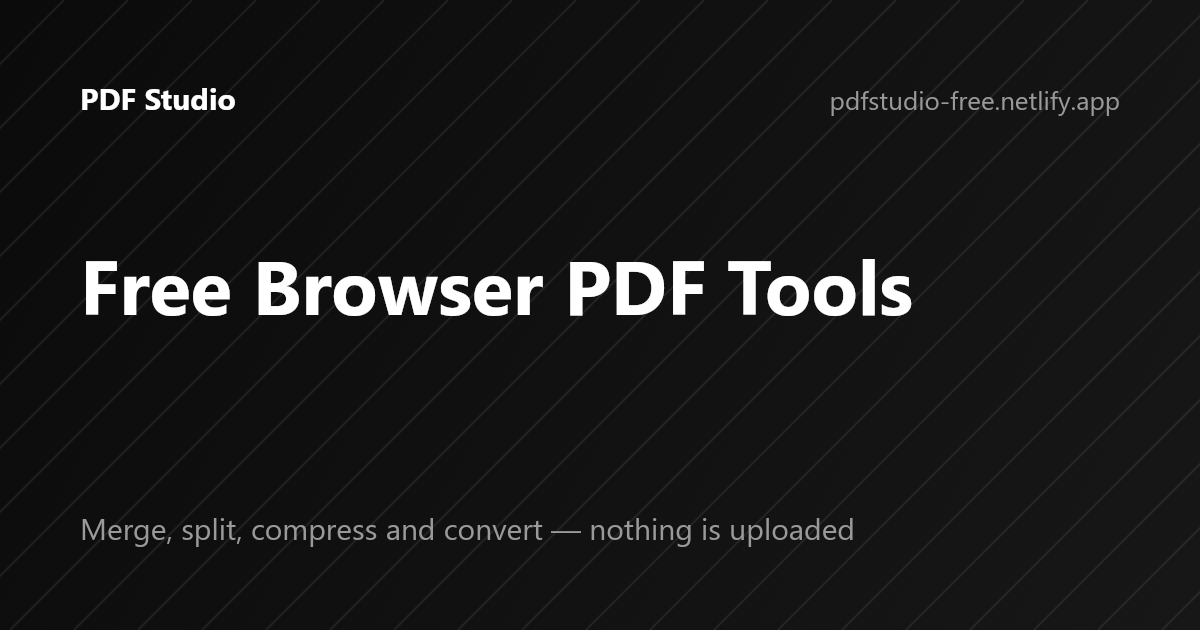 PDF Studio
pdfstudio-free.netlify.app
Free Browser PDF Tools
Merge, split, compress and convert — nothing is uploaded